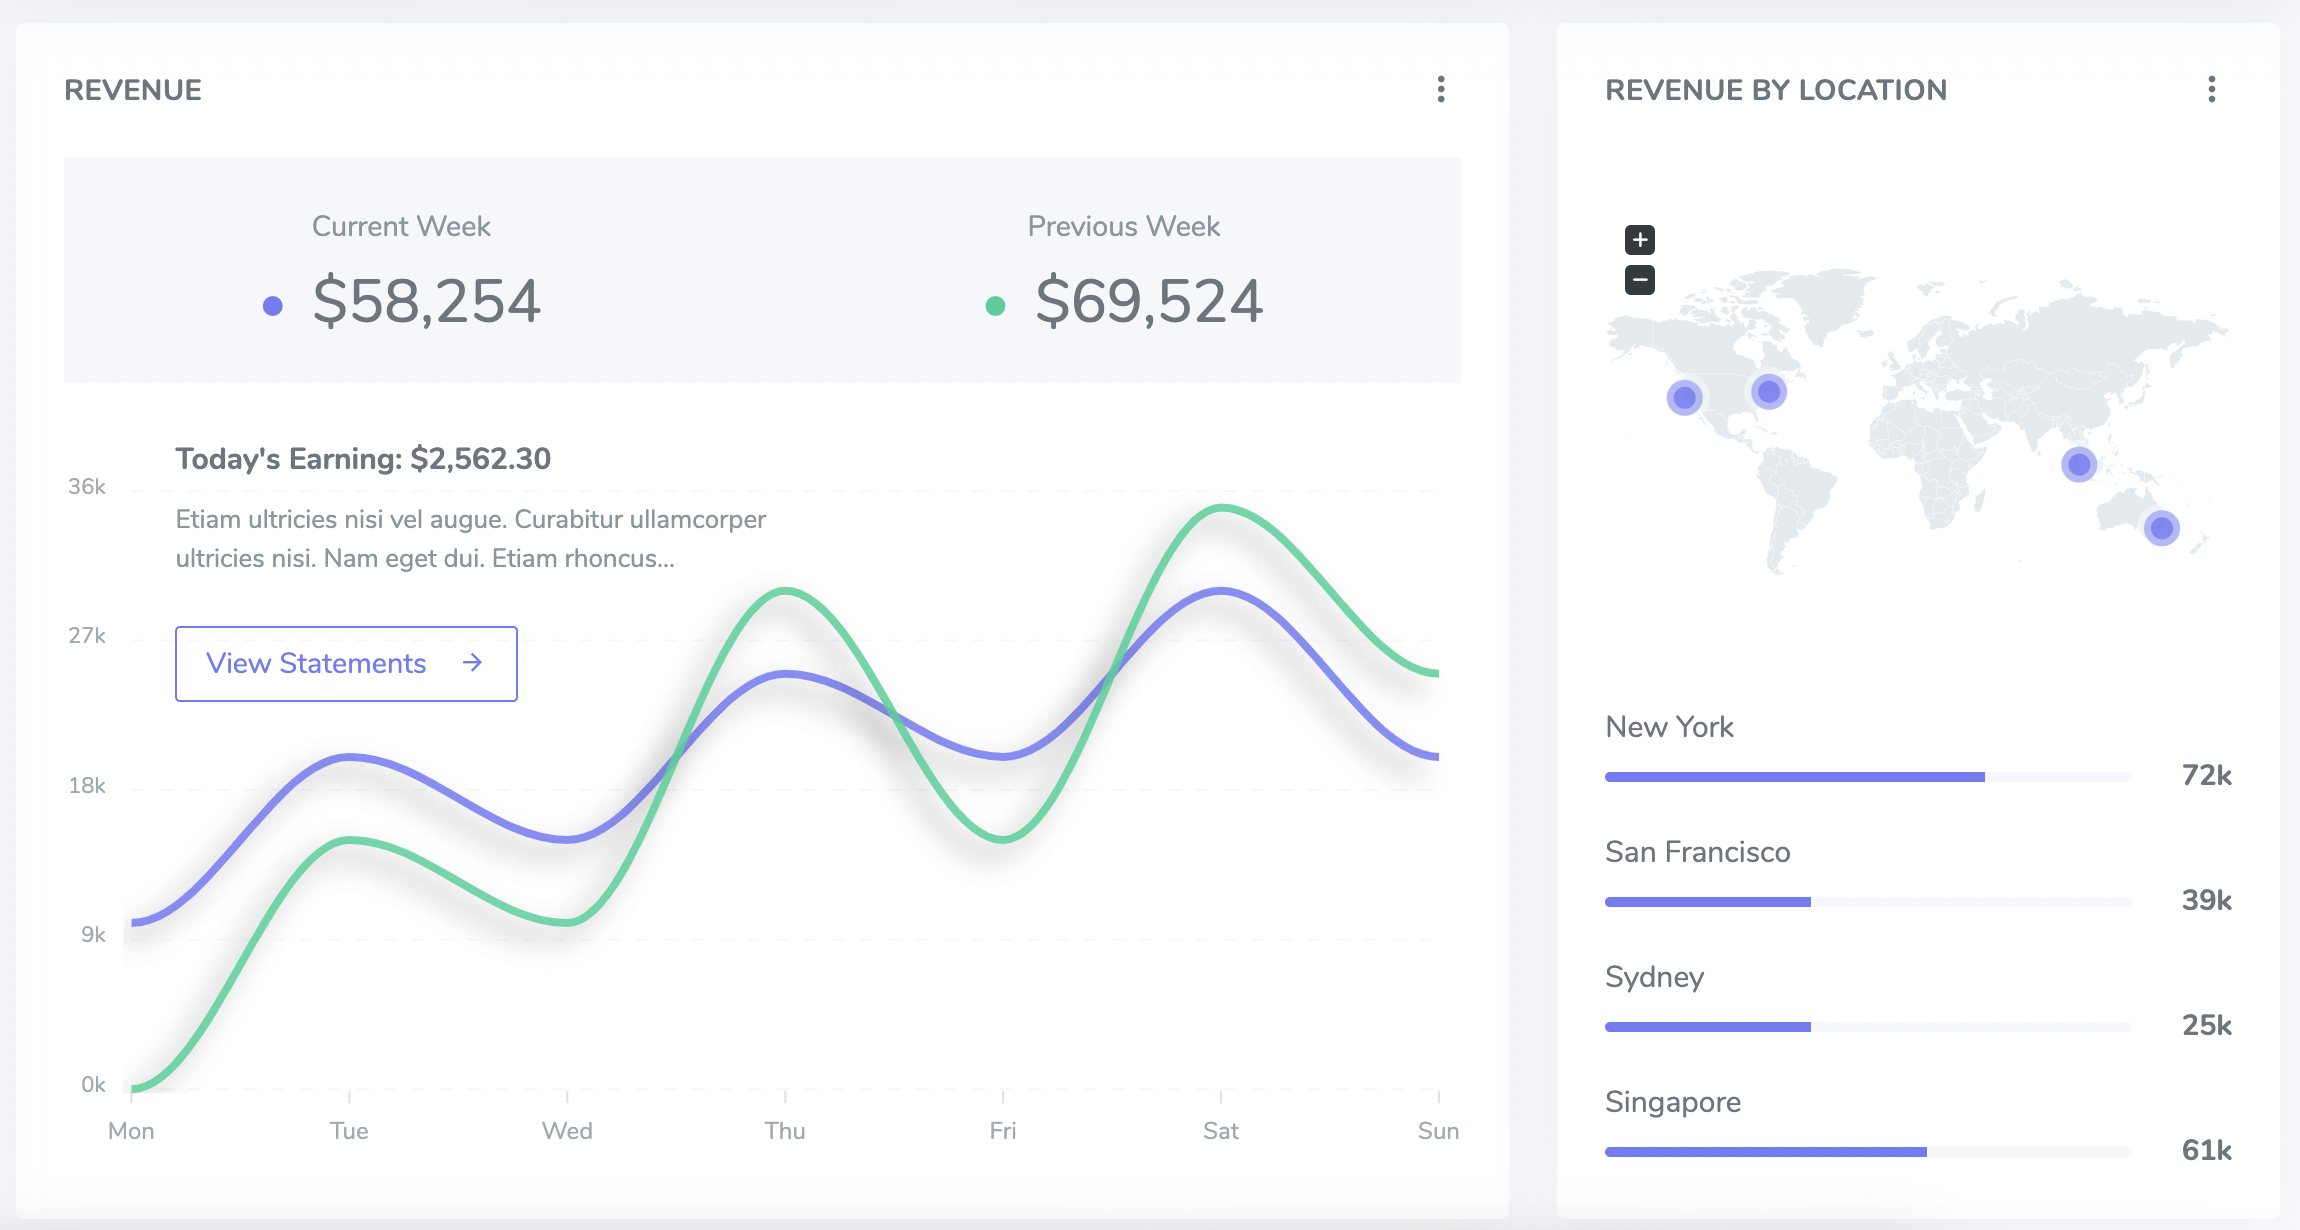 REVENUE
Current Week
$58,254
Previous Week
$69,524
Today's Earning: $2,562.30
Etiam ultricies nisi vel augue. Curabitur ullamcorper
ultricies nisi. Nam eget dui. Etiam rhoncus...
View Statements
36k
27k
18k
9k
0k
Mon
Tue
Wed
Thu
Fri
Sat
Sun
REVENUE BY LOCATION
+
−
New York
72k
San Francisco
39k
Sydney
25k
Singapore
61k